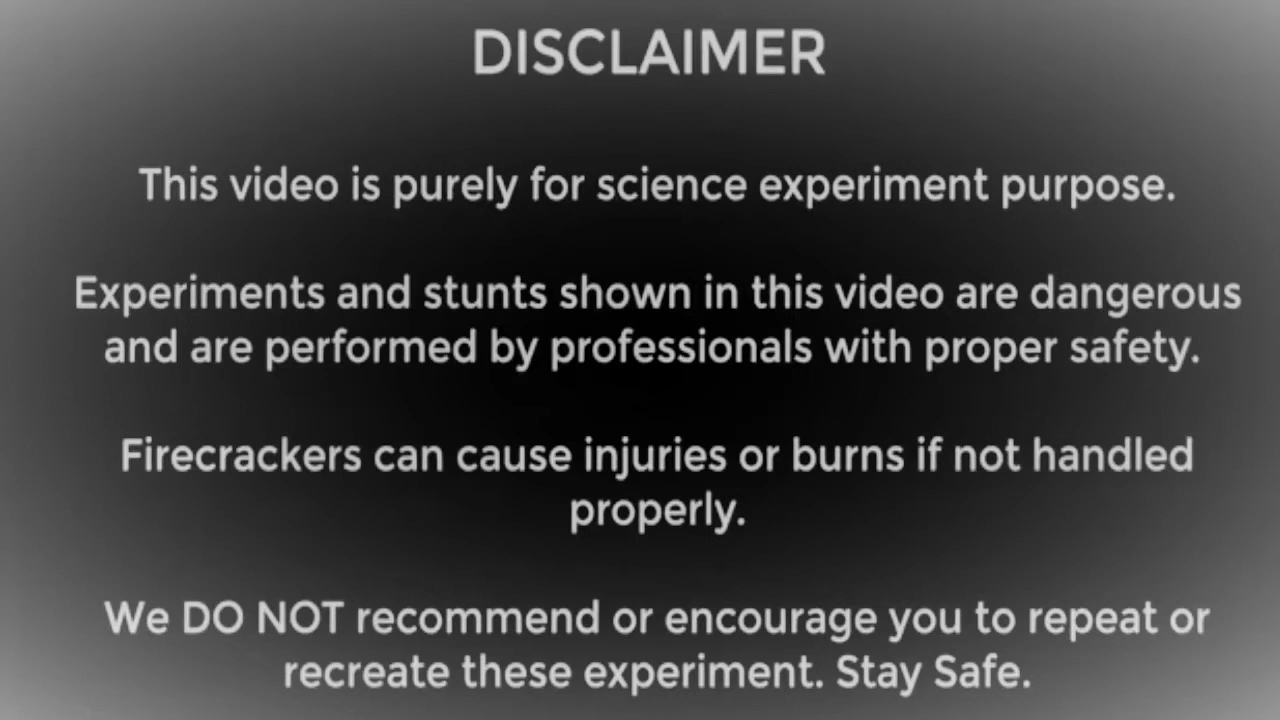 DISCLAIMER
This video is purely for science experiment purpose.
Experiments and stunts shown in this video are dangerous
and are performed by professionals with proper safety.
Firecrackers can cause injuries or burns if not handled
properly.
We DO NOT recommend or encourage you to repeat or
recreate these experiment. Stay Safe.